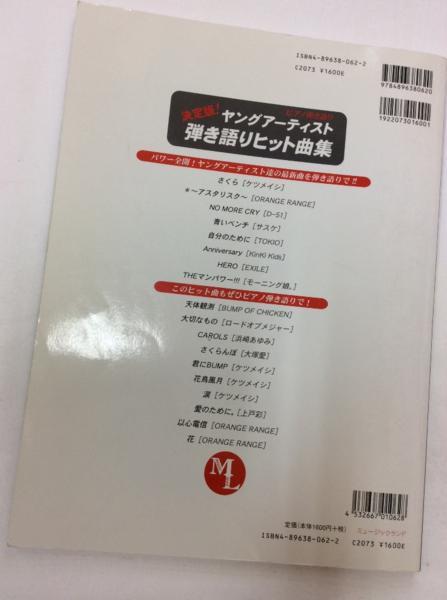 ISBN4-89638-062-2
C2073 ¥1600E
9784896380620
1922073016001
決定版!
ピアノ弾き語り
ヤングアーティスト
弾き語りヒット曲集
パワー全開!ヤングアーティスト達の最新曲を弾き語りで!!
さくら [ケツメイシ]
*~アスタリスク~ [ORANGE RANGE]
NO MORE CRY [D-51]
青いベンチ [サスケ]
自分のために [TOKIO]
Anniversary [KinKi Kids]
HERO [EXILE]
THEマンパワー!!! [モーニング娘。]
このヒット曲もぜひピアノ弾き語りで!
天体観測 [BUMP OF CHICKEN]
大切なもの [ロードオブメジャー]
CAROLS [浜崎あゆみ]
さくらんぼ [大塚愛]
君にBUMP [ケツメイシ]
花鳥風月 [ケツメイシ]
涙 [ケツメイシ]
愛のために。[上戸彩]
以心電信 [ORANGE RANGE]
花 [ORANGE RANGE]
ML
4532667010628
定価(本体1600円+税)
ミュージックランド
ISBN4-89638-062-2
C2073 ¥1600E